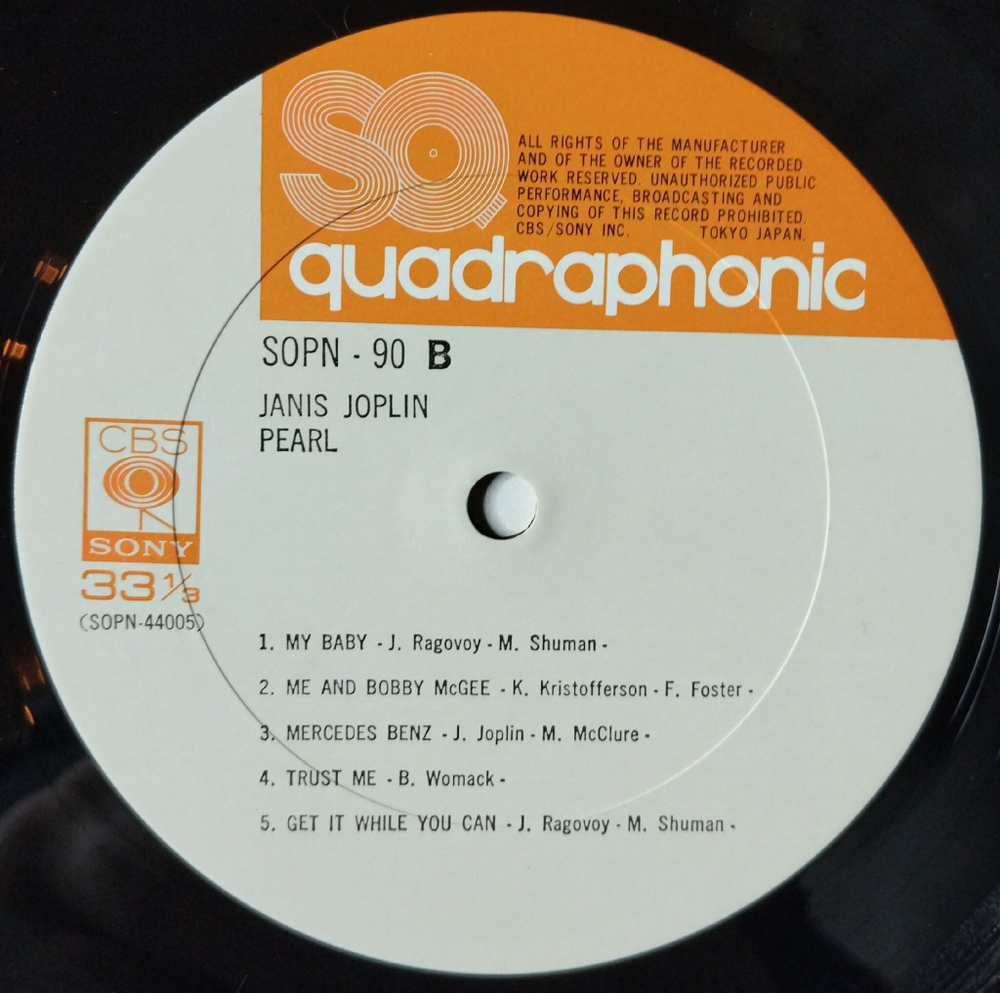 SQ
ALL RIGHTS OF THE MANUFACTURER
AND OF THE OWNER OF THE RECORDED
WORK RESERVED. UNAUTHORIZED PUBLIC
PERFORMANCE, BROADCASTING AND
COPYING OF THIS RECORD PROHIBITED.
CBS/SONY INC. TOKYO JAPAN.
quadraphonic
SOPN - 90 B
JANIS JOPLIN
PEARL
CBS
SONY
33 1/3
(SOPN-44005)
1. MY BABY - J. Ragovoy - M. Shuman -
2. ME AND BOBBY McGEE - K. Kristofferson - F. Foster -
3. MERCEDES BENZ - J. Joplin - M. McClure -
4. TRUST ME - B. Womack -
5. GET IT WHILE YOU CAN - J. Ragovoy - M. Shuman -